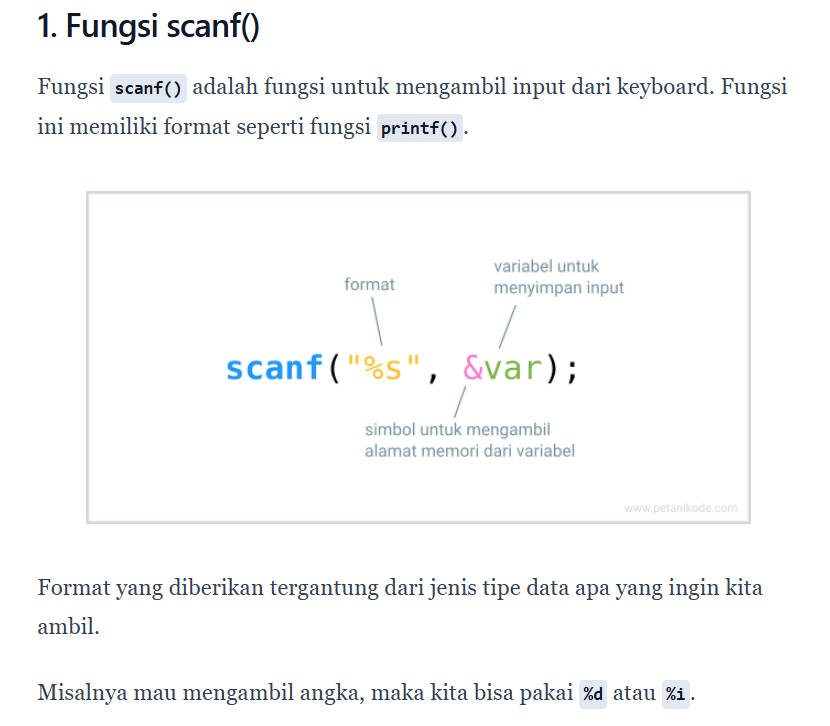 1. Fungsi scanf()
Fungsi scanf() adalah fungsi untuk mengambil input dari keyboard. Fungsi
ini memiliki format seperti fungsi printf().
format
variabel untuk
menyimpan input
scanf("%s", &var);
simbol untuk mengambil
alamat memori dari variabel
www.petanikode.com
Format yang diberikan tergantung dari jenis tipe data apa yang ingin kita
ambil.
Misalnya mau mengambil angka, maka kita bisa pakai %d atau %i.